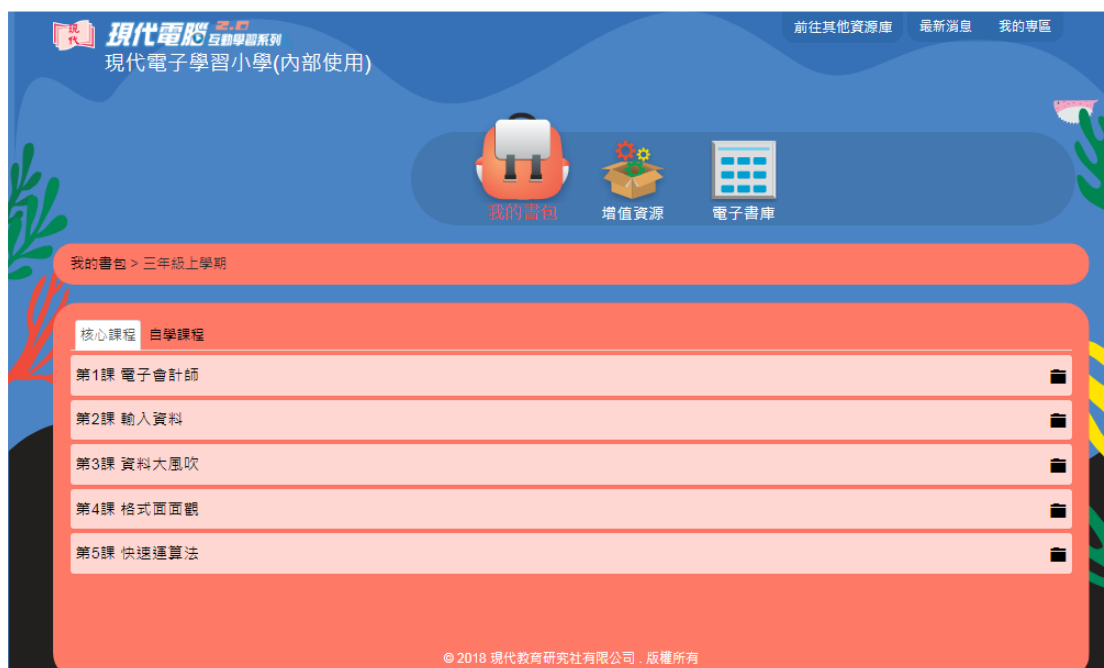 現代
現代電腦 2.0
互動學習系列
現代電子學習小學(內部使用)
前往其他資源庫 最新消息 我的專區
我的書包 增值資源 電子書庫
我的書包 > 三年級上學期
核心課程 自學課程
第1課 電子會計師
第2課 輸入資料
第3課 資料大風吹
第4課 格式面面觀
第5課 快速運算法
© 2018 現代教育研究社有限公司 . 版權所有